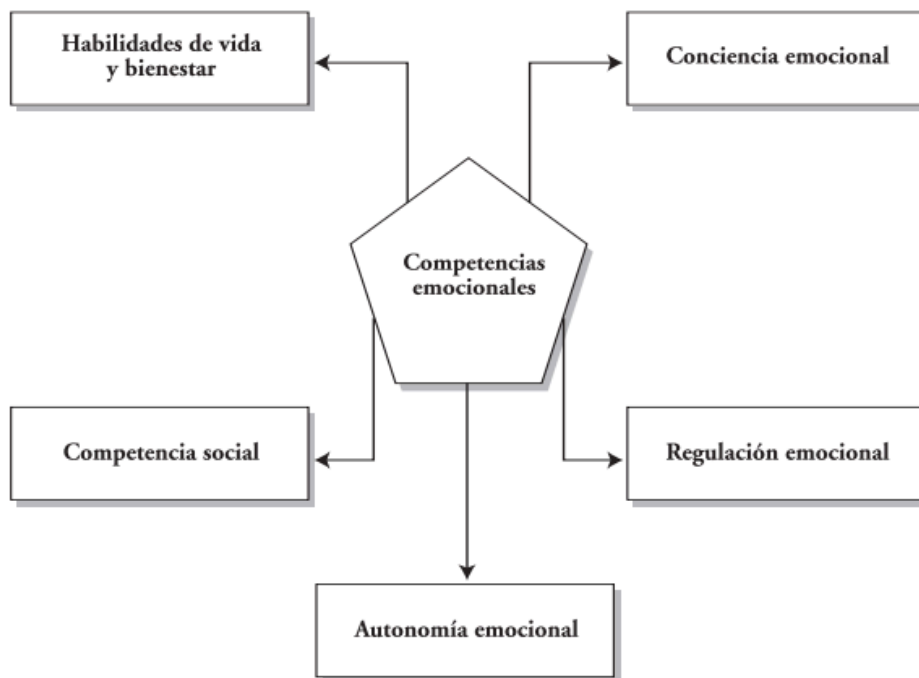 Habilidades de vida
y bienestar
Conciencia emocional
Competencias
emocionales
Competencia social
Regulación emocional
Autonomía emocional